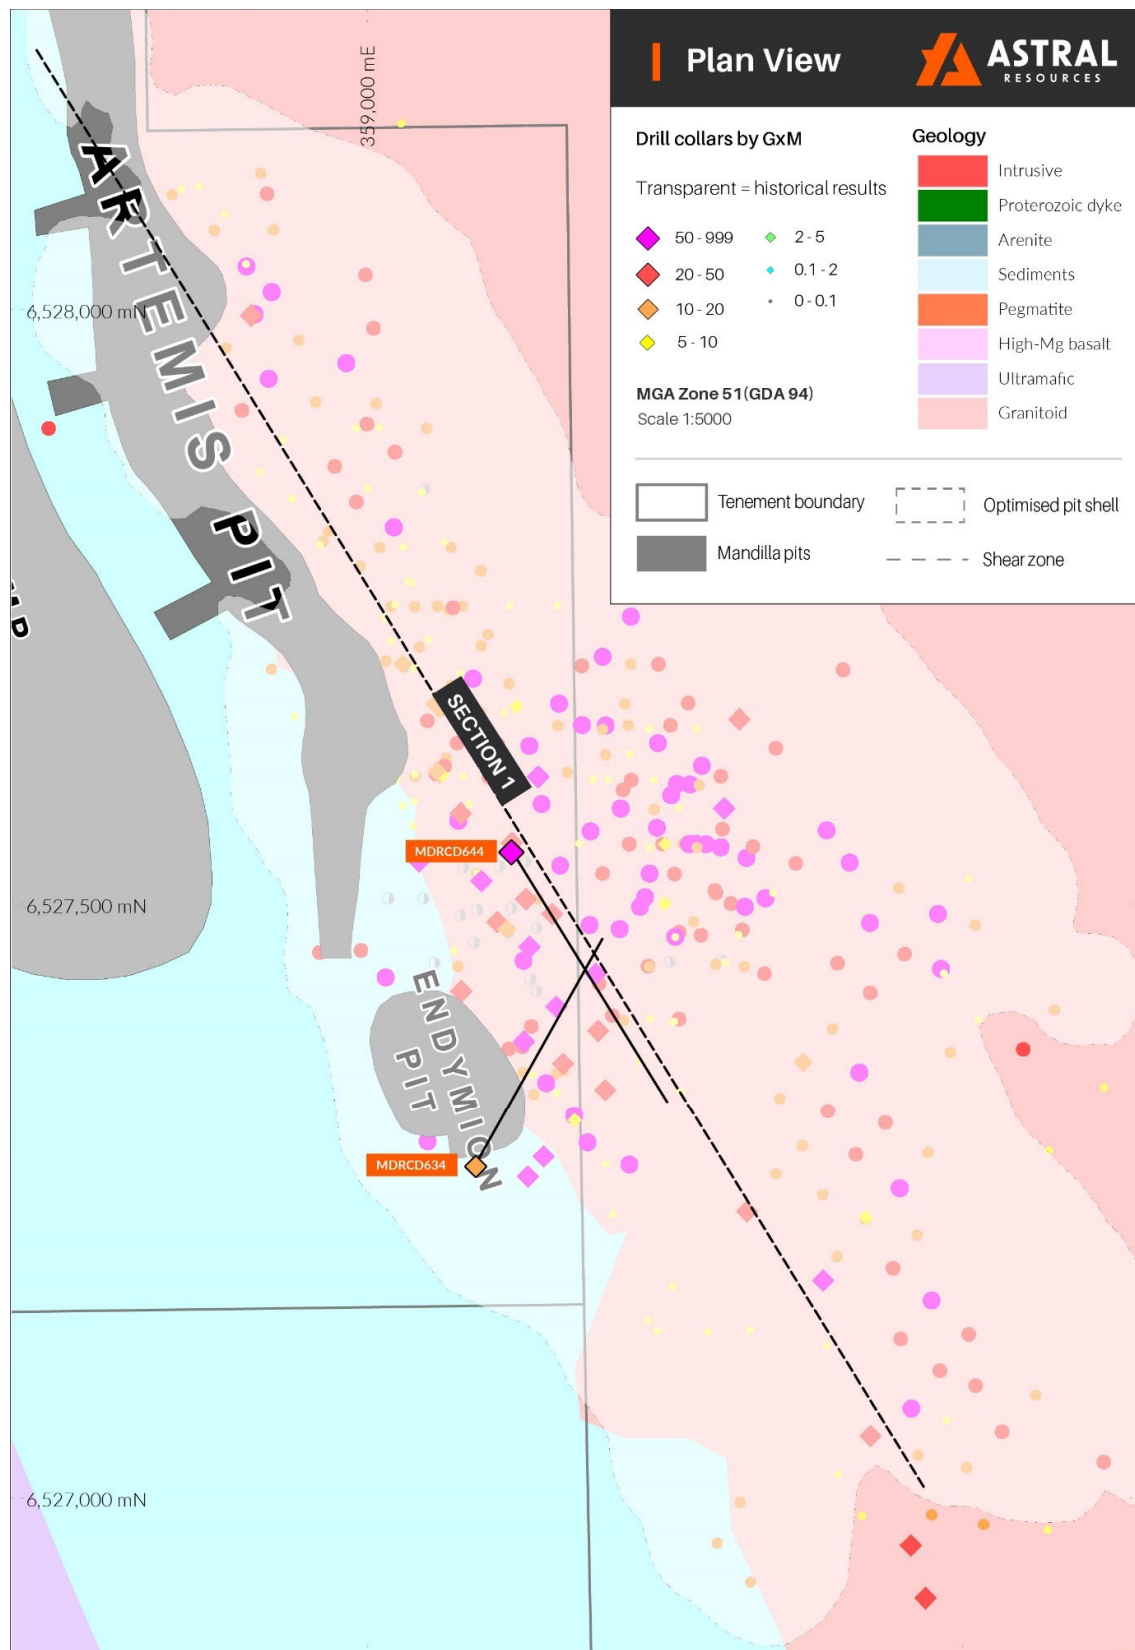 Plan View
ASTRAL
RESOURCES
Drill collars by GxM
Transparent = historical results
50 - 999
20 - 50
10 - 20
5 - 10
2 - 5
0.1 - 2
0 - 0.1
MGA Zone 51(GDA 94)
Scale 1:5000
Geology
Intrusive
Proterozoic dyke
Arenite
Sediments
Pegmatite
High-Mg basalt
Ultramafic
Granitoid
Tenement boundary
Mandilla pits
Optimised pit shell
Shear zone
359,000 mE
6,528,000 mN
ARTEMIS PIT
SECTION 1
MDRCD644
6,527,500 mN
ENDYMION
PIT
MDRCD634
6,527,000 mN